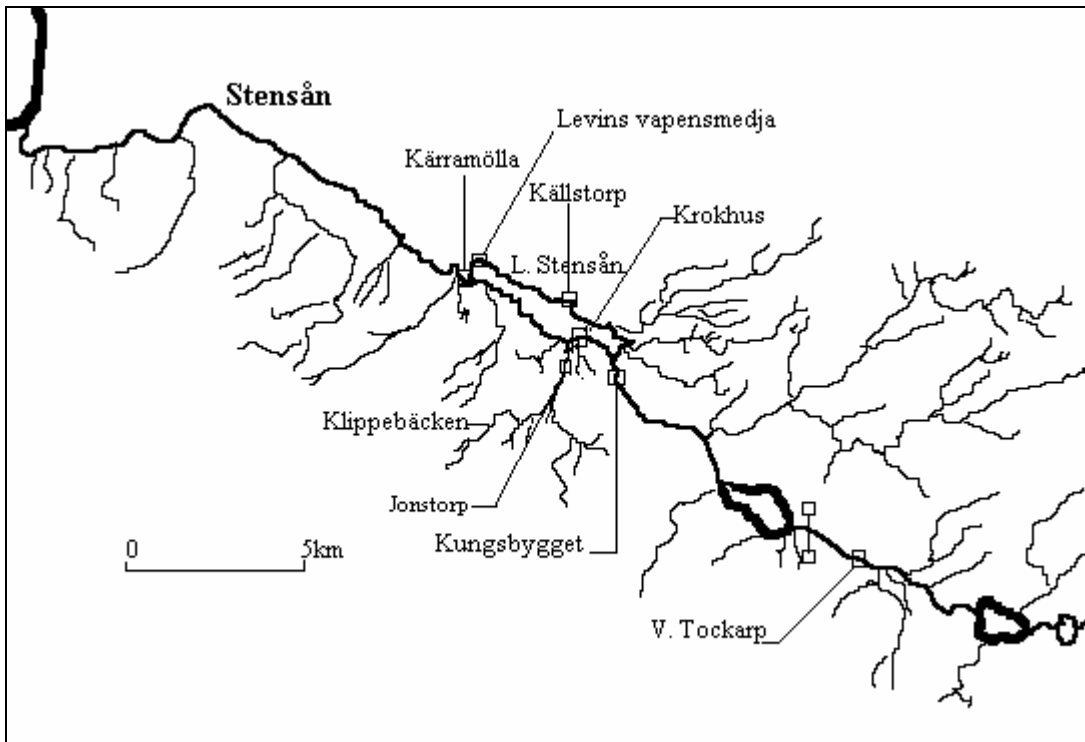 Stensån
Levins vapensmedja
Kärramölla
Källstorp
Krokhus
L. Stensån
Klippebäcken
Jonstorp
Kungsbygget
0 5km
V. Tockarp